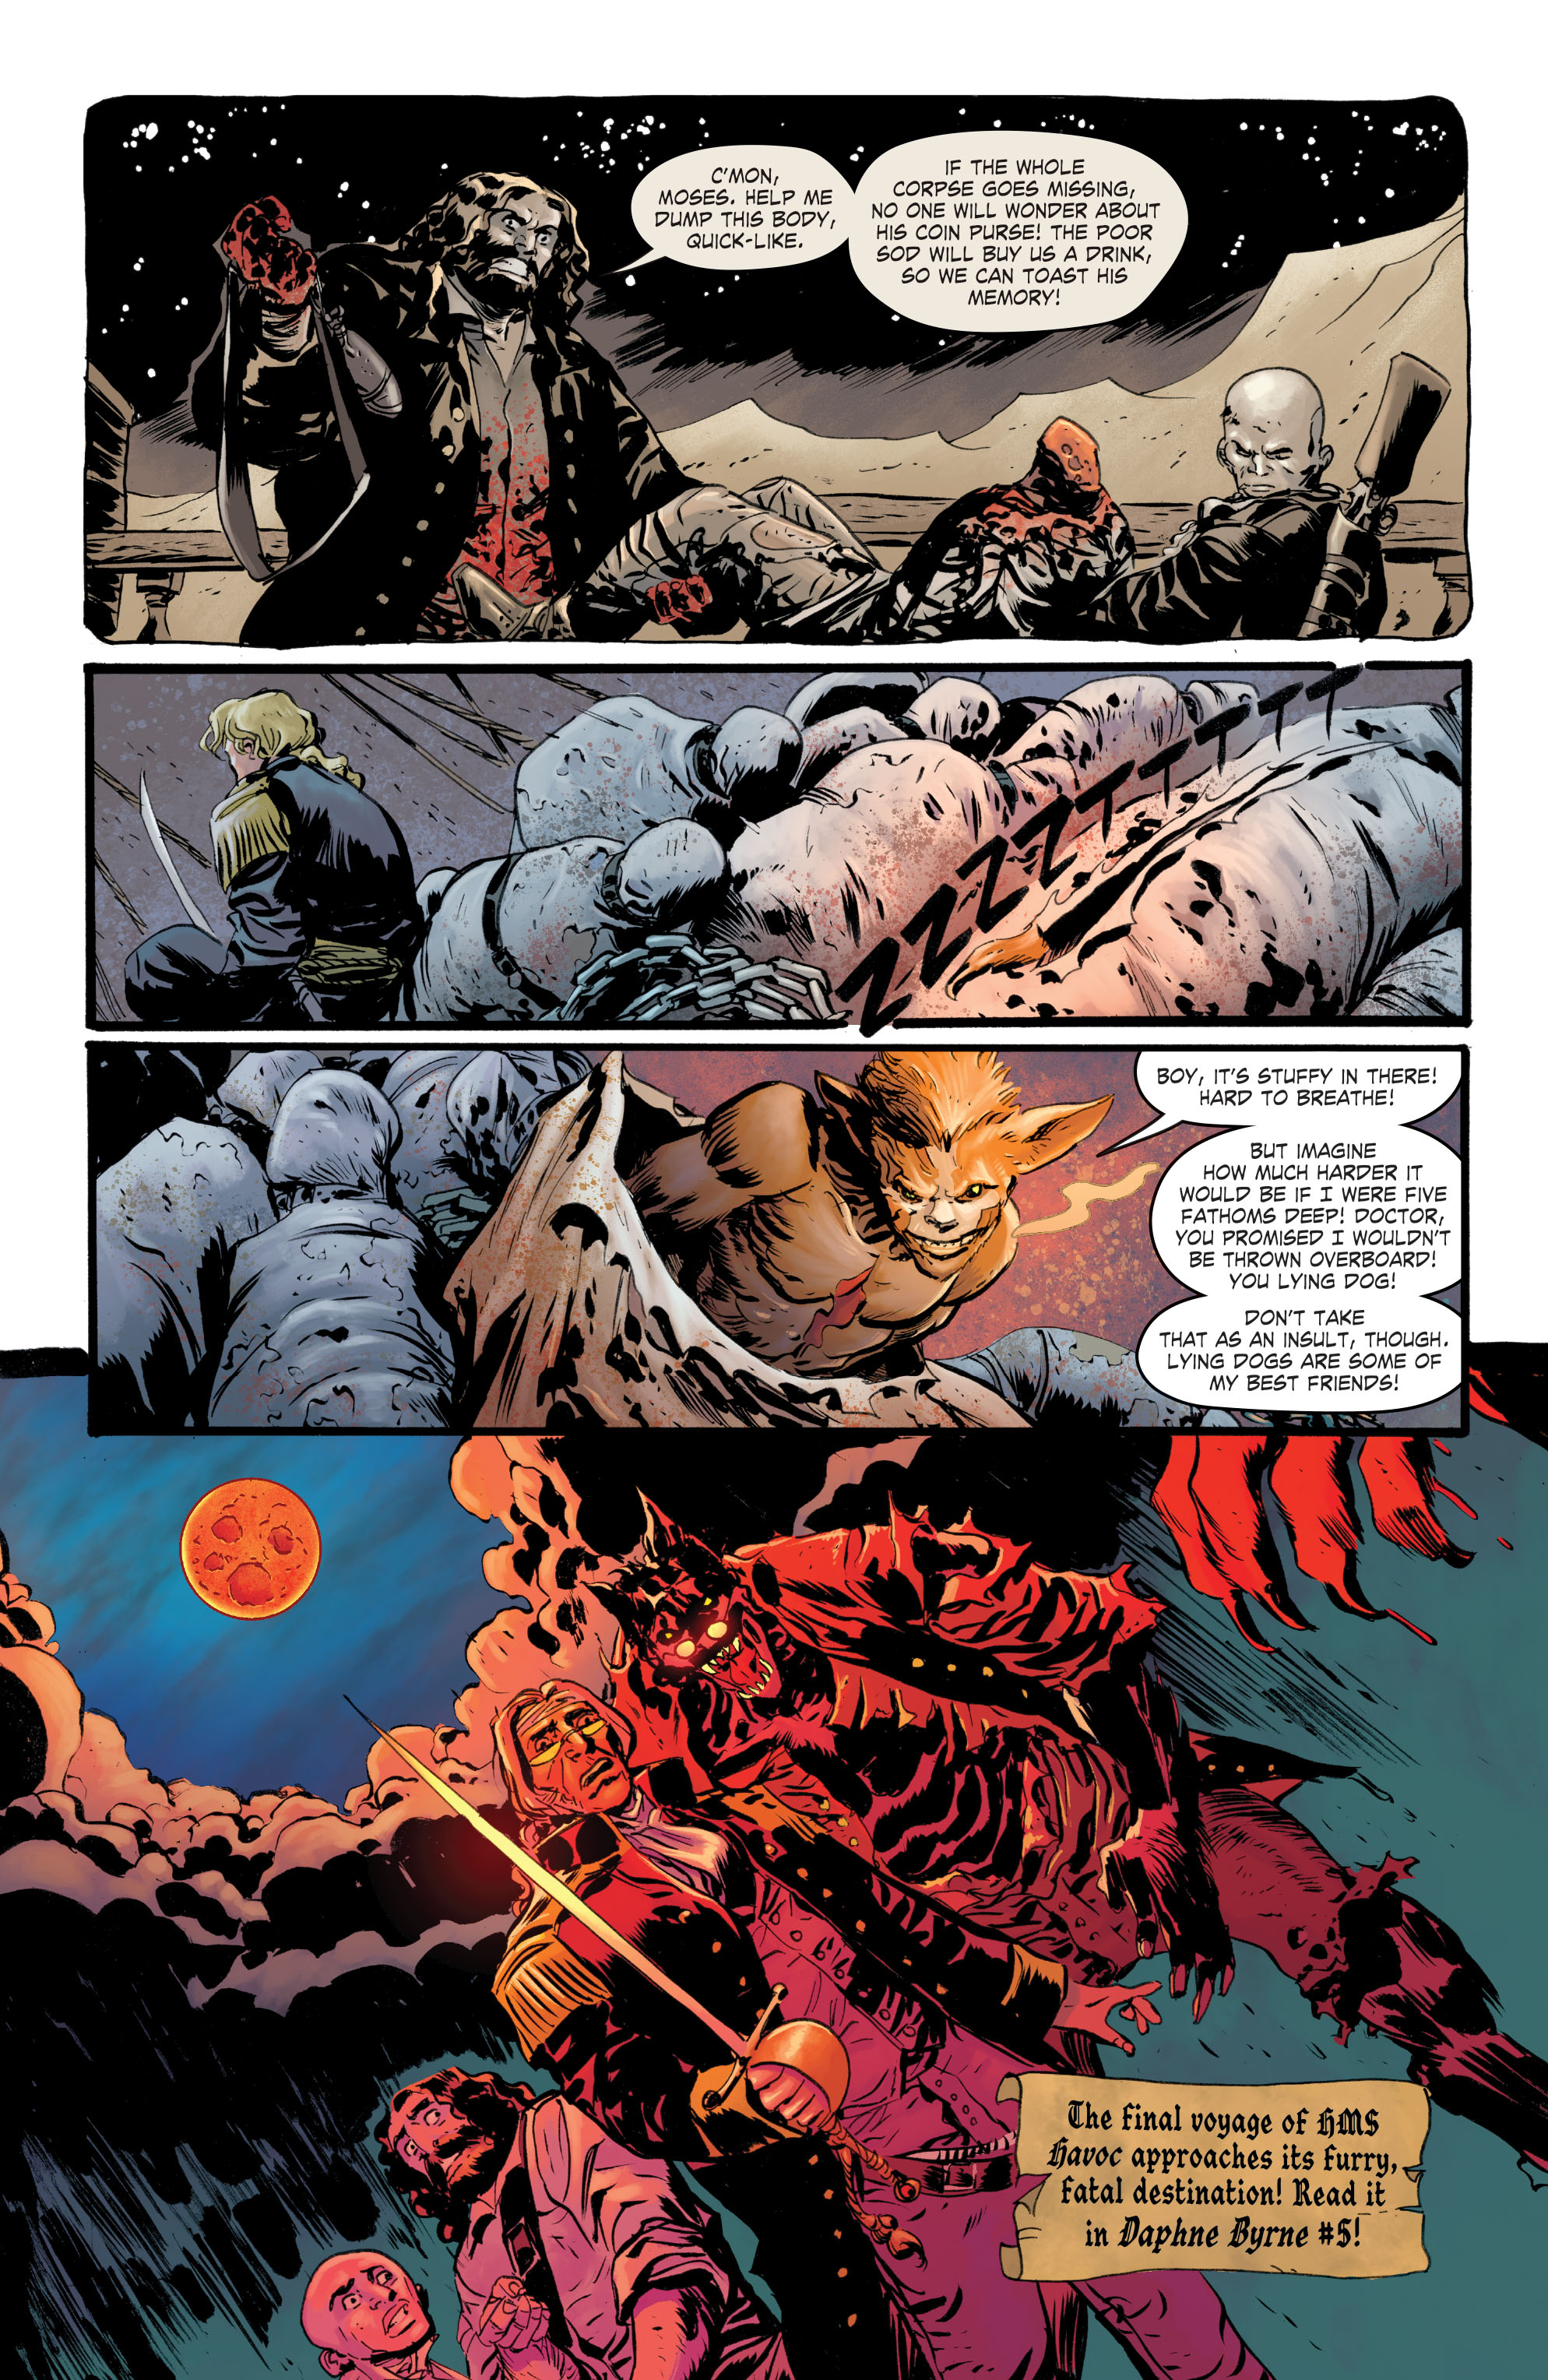 C'MON,
MOSES. HELP ME
DUMP THIS BODY,
QUICK-LIKE.
IF THE WHOLE
CORPSE GOES MISSING,
NO ONE WILL WONDER ABOUT
HIS COIN PURSE! THE POOR
SOD WILL BUY US A DRINK,
SO WE CAN TOAST HIS
MEMORY!
ZZZZZTTTTTTT
BOY, IT'S STUFFY IN THERE!
HARD TO BREATHE!
BUT IMAGINE
HOW MUCH HARDER IT
WOULD BE IF I WERE FIVE
FATHOMS DEEP! DOCTOR,
YOU PROMISED I WOULDN'T
BE THROWN OVERBOARD!
YOU LYING DOG!
DON'T TAKE
THAT AS AN INSULT, THOUGH.
LYING DOGS ARE SOME OF
MY BEST FRIENDS!
The final voyage of HMS
Havoc approaches its furry,
fatal destination! Read it
in Daphne Byrne #5!